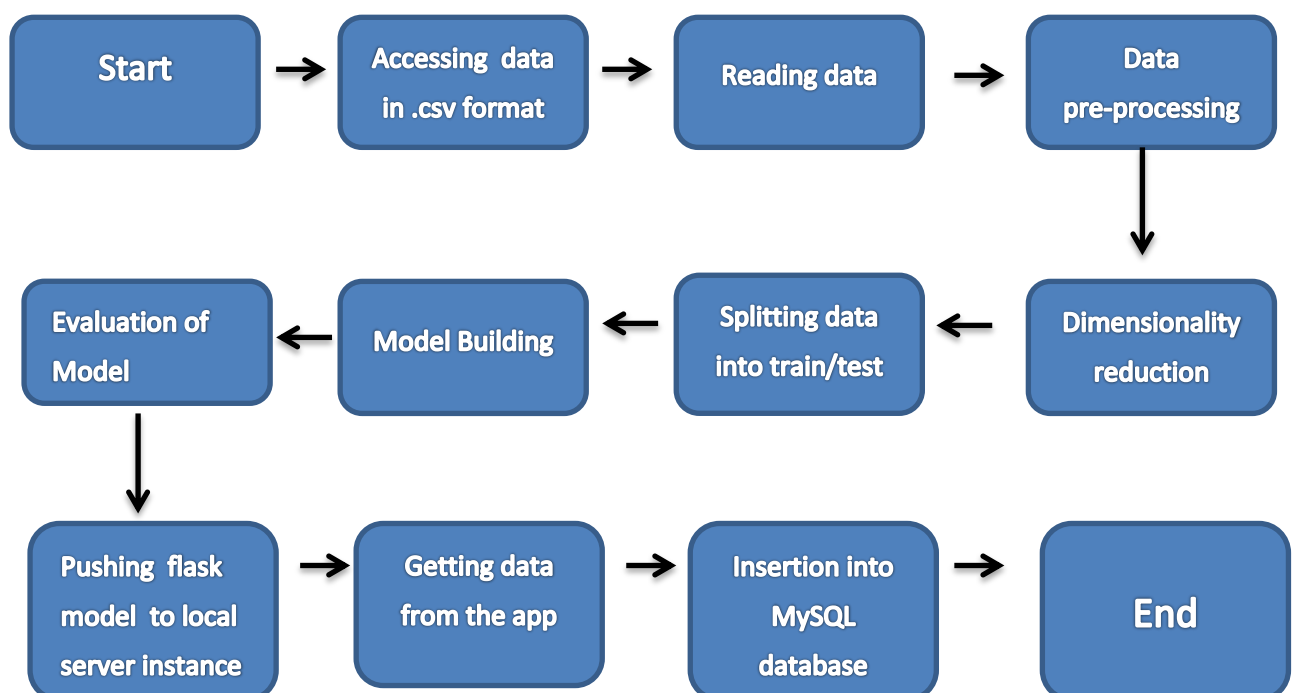 Start
Accessing data
in .csv format
Reading data
Data
pre-processing
Dimensionality
reduction
Splitting data
into train/test
Model Building
Evaluation of
Model
Pushing flask
model to local
server instance
Getting data
from the app
Insertion into
MySQL
database
End